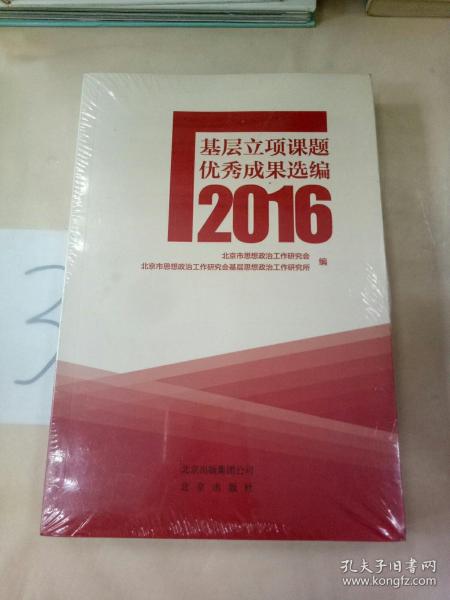 基层立项课题
优秀成果选编
2016
北京市思想政治工作研究会
北京市思想政治工作研究会基层思想政治工作研究所
编
北京出版集团公司
北京出版社
孔夫子旧书网
www.kongfz.com